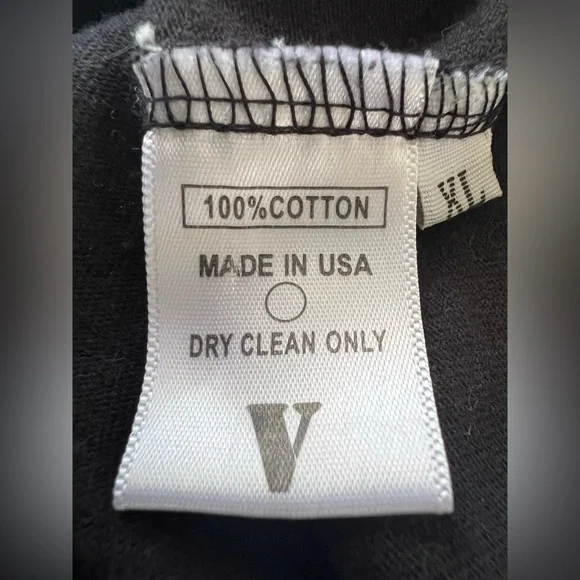 100%COTTON
XL
MADE IN USA
DRY CLEAN ONLY
V